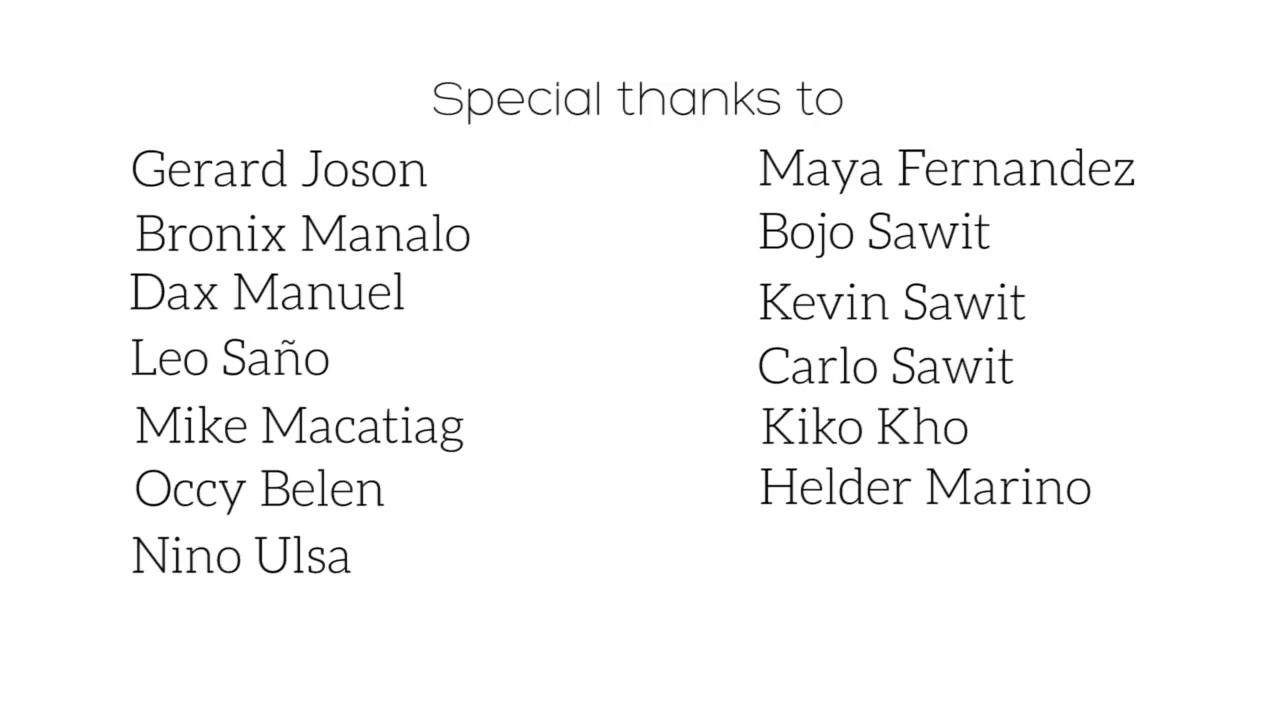 Special thanks to
Gerard Joson
Bronix Manalo
Dax Manuel
Leo Saño
Mike Macatiag
Occy Belen
Nino Ulsa
Maya Fernandez
Bojo Sawit
Kevin Sawit
Carlo Sawit
Kiko Kho
Helder Marino